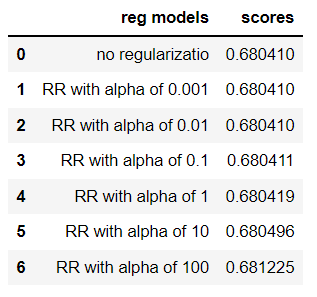 reg models scores
0 no regularizatio 0.680410
1 RR with alpha of 0.001 0.680410
2 RR with alpha of 0.01 0.680410
3 RR with alpha of 0.1 0.680411
4 RR with alpha of 1 0.680419
5 RR with alpha of 10 0.680496
6 RR with alpha of 100 0.681225